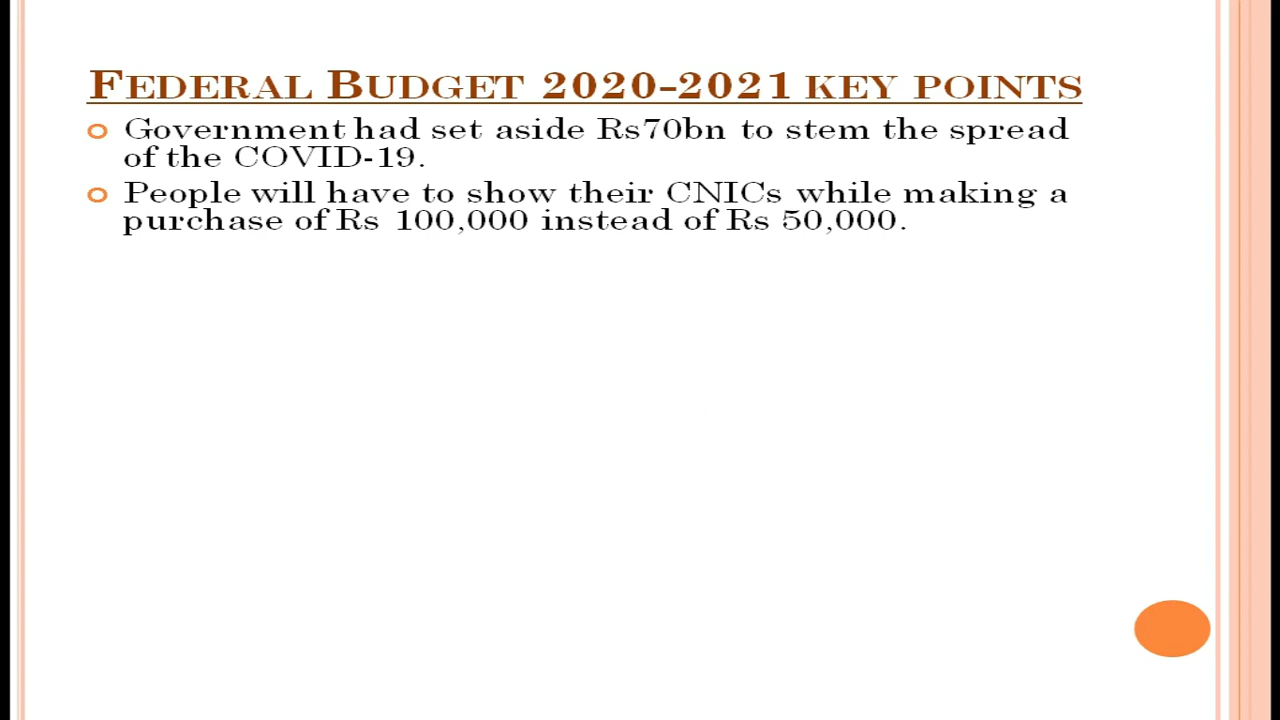 Federal Budget 2020-2021 key points
Government had set aside Rs70bn to stem the spread
of the COVID-19.
People will have to show their CNICs while making a
purchase of Rs 100,000 instead of Rs 50,000.